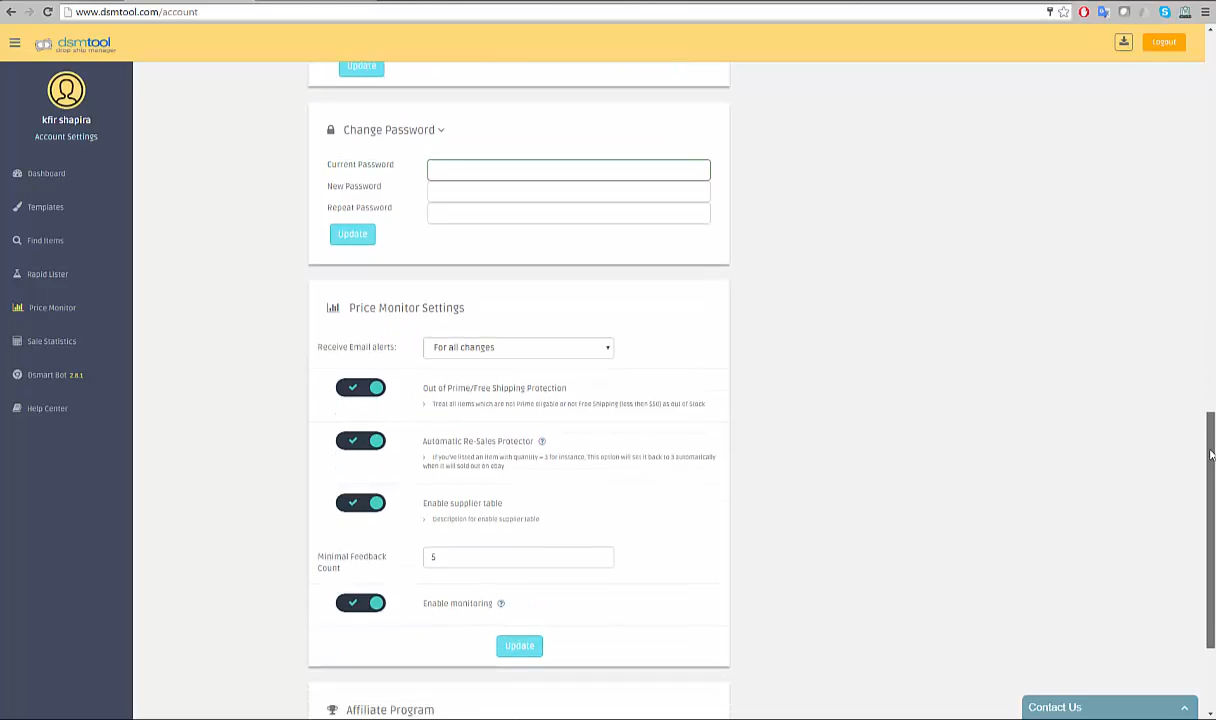 www.dsmtool.com/account
dsmtool
drop ship manager
Logout
kfir shapira
Account Settings
Dashboard
Templates
Find Items
Rapid Lister
Price Monitor
Sale Statistics
Dsmart Bot 2.8.1
Help Center
Update
Change Password
Current Password
New Password
Repeat Password
Update
Price Monitor Settings
Receive Email alerts:
For all changes
Out of Prime/Free Shipping Protection
Treat all items which are not Prime eligible or not Free Shipping (less then $50) as out of Stock
Automatic Re-Sales Protector
If you've listed an item with quantity = 3 for instance, This option will set it back to 3 automatically
when it will sold out on ebay
Enable supplier table
Description for enable supplier table
Minimal Feedback
Count
5
Enable monitoring
Update
Affiliate Program
Contact Us